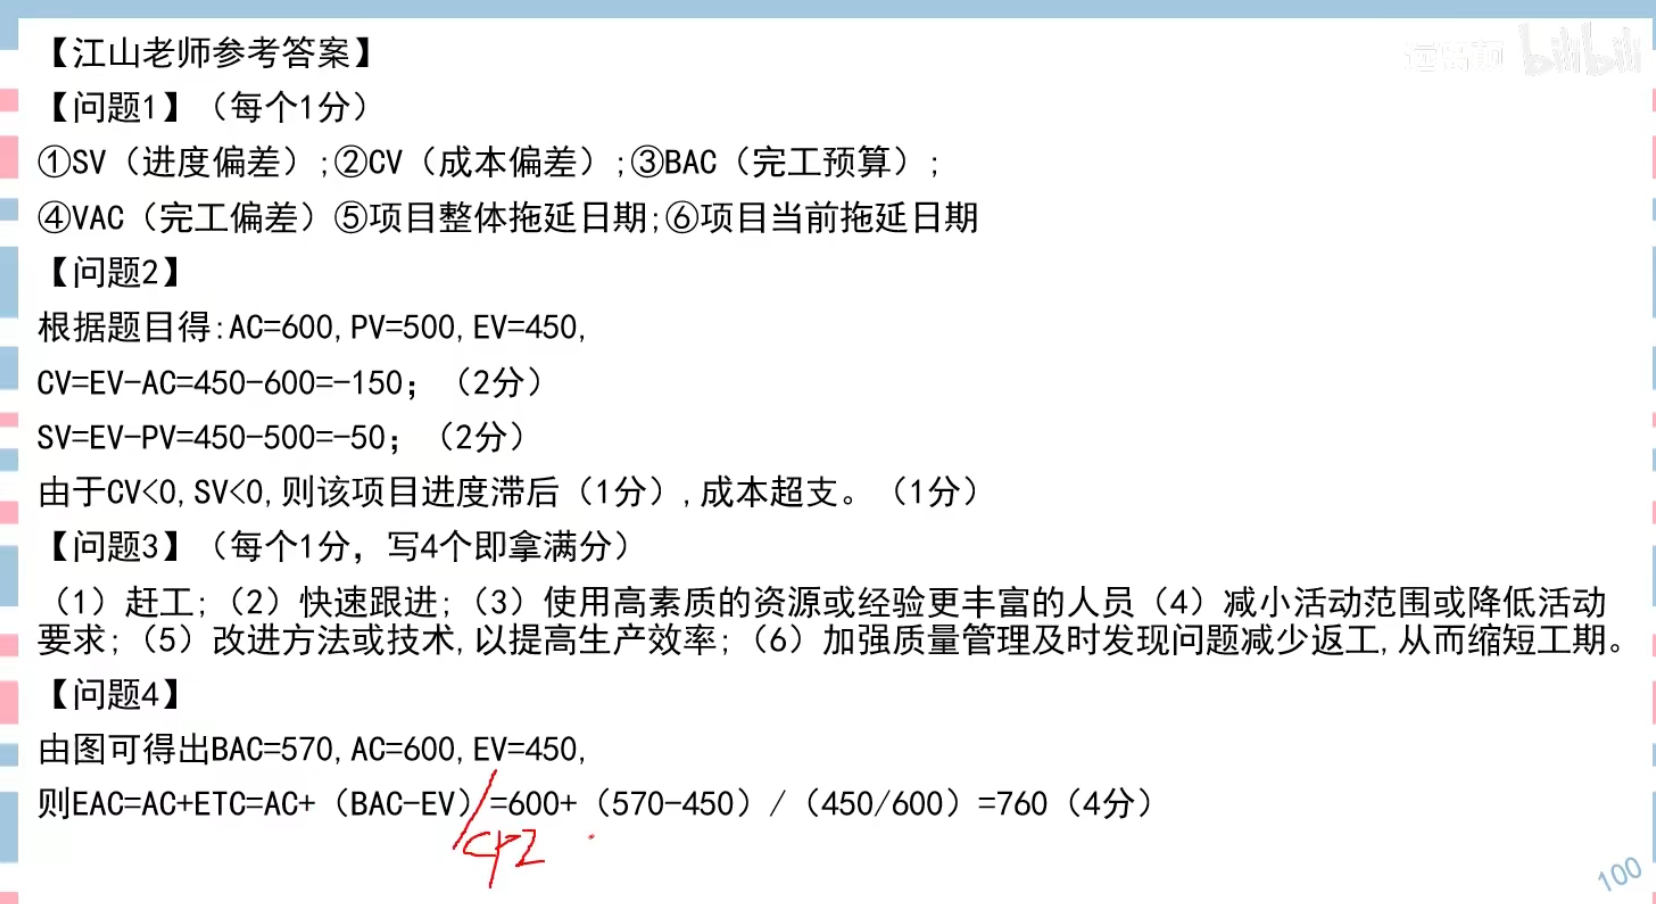 【江山老师参考答案】
bilibili
【问题1】（每个1分）
①SV（进度偏差）;②CV（成本偏差）;③BAC（完工预算）;
④VAC（完工偏差）⑤项目整体拖延日期;⑥项目当前拖延日期
【问题2】
根据题目得:AC=600,PV=500,EV=450,
CV=EV-AC=450-600=-150；（2分）
SV=EV-PV=450-500=-50；（2分）
由于CV<0,SV<0,则该项目进度滞后（1分）,成本超支。（1分）
【问题3】（每个1分，写4个即拿满分）
（1）赶工;（2）快速跟进;（3）使用高素质的资源或经验更丰富的人员（4）减小活动范围或降低活动
要求;（5）改进方法或技术,以提高生产效率;（6）加强质量管理及时发现问题减少返工,从而缩短工期。
【问题4】
由图可得出BAC=570,AC=600,EV=450,
则EAC=AC+ETC=AC+（BAC-EV）/=600+（570-450）/（450/600）=760（4分）
CPI
100